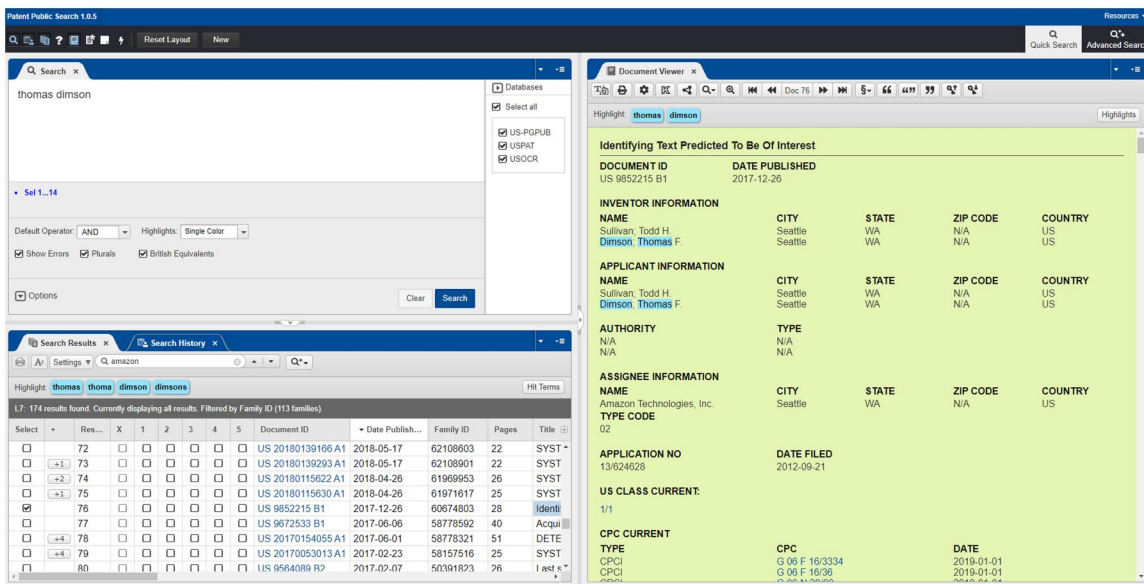 Patent Public Search 1.0.5
Resources
Reset Layout New
Quick Search Advanced Searc
Search
thomas dimson
Databases
Select all
US-PGPUB
USPAT
USOCR
Sel 1...14
Default Operator: AND Highlights: Single Color
Show Errors Plurals British Equivalents
Options
Clear Search
Search Results Search History
Settings amazon
Highlight: thomas thoma dimson dimsons
Hit Terms
L7: 174 results found. Currently displaying all results. Filtered by Family ID (113 families).
Select + Res... X 1 2 3 4 5 Document ID Date Publish... Family ID Pages Title
72 US 20180139166 A1 2018-05-17 62108603 22 SYST
+1 73 US 20180139293 A1 2018-05-17 62108901 22 SYST
+2 74 US 20180115622 A1 2018-04-26 61969953 26 SYST
+1 75 US 20180115630 A1 2018-04-26 61971617 25 SYST
76 US 9852215 B1 2017-12-26 60674803 28 Identi
77 US 9672533 B1 2017-06-06 58778592 40 Acqui
+4 78 US 20170154055 A1 2017-06-01 58778321 51 DETE
+4 79 US 20170053013 A1 2017-02-23 58157516 25 SYST
80 US 9564089 B2 2017-02-07 50391823 26 Last s
Document Viewer
Doc 76
Highlight: thomas dimson
Highlights
Identifying Text Predicted To Be Of Interest
DOCUMENT ID DATE PUBLISHED
US 9852215 B1 2017-12-26
INVENTOR INFORMATION
NAME CITY STATE ZIP CODE COUNTRY
Sullivan; Todd H. Seattle WA N/A US
Dimson; Thomas F. Seattle WA N/A US
APPLICANT INFORMATION
NAME CITY STATE ZIP CODE COUNTRY
Sullivan; Todd H. Seattle WA N/A US
Dimson; Thomas F. Seattle WA N/A US
AUTHORITY TYPE
N/A N/A
N/A N/A
ASSIGNEE INFORMATION
NAME CITY STATE ZIP CODE COUNTRY
Amazon Technologies, Inc. Seattle WA N/A US
TYPE CODE
02
APPLICATION NO DATE FILED
13/624628 2012-09-21
US CLASS CURRENT:
1/1
CPC CURRENT
TYPE CPC DATE
CPCI G 06 F 16/3334 2019-01-01
CPCI G 06 F 16/36 2019-01-01